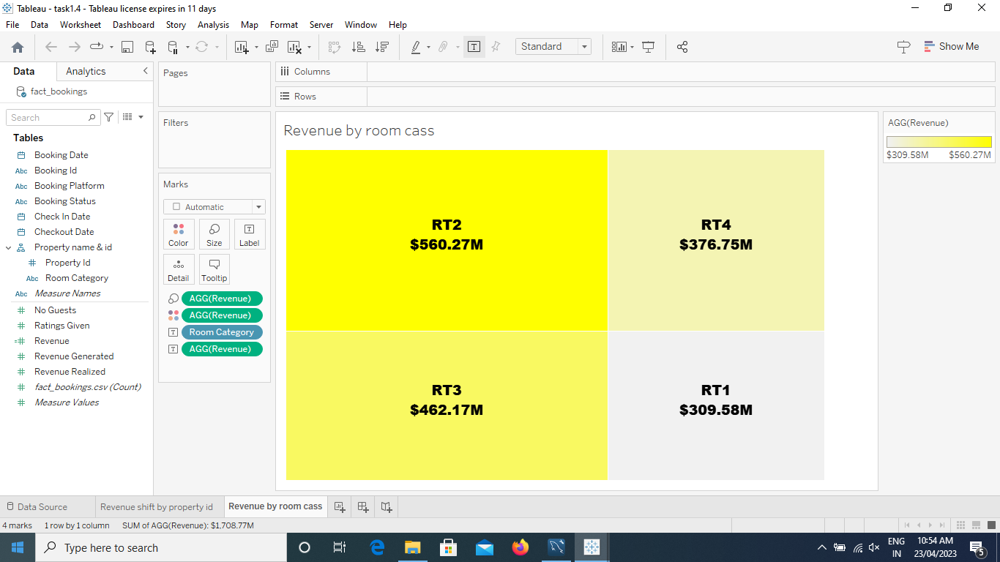 Tableau - task1.4 - Tableau license expires in 11 days
File Data Worksheet Dashboard Story Analysis Map Format Server Window Help
Standard
Show Me
Data Analytics
fact_bookings
Search
Tables
Booking Date
Abc Booking Id
Abc Booking Platform
Abc Booking Status
Check In Date
Checkout Date
Property name & id
# Property Id
Abc Room Category
Abc Measure Names
# No Guests
# Ratings Given
=# Revenue
# Revenue Generated
# Revenue Realized
# fact_bookings.csv (Count)
# Measure Values
Pages
Filters
Marks
Automatic
Color Size Label
Detail Tooltip
AGG(Revenue)
AGG(Revenue)
Room Category
AGG(Revenue)
Columns
Rows
Revenue by room cass
RT2
$560.27M
RT4
$376.75M
RT3
$462.17M
RT1
$309.58M
AGG(Revenue)
$309.58M $560.27M
Data Source Revenue shift by property id Revenue by room cass
4 marks 1 row by 1 column SUM of AGG(Revenue): $1,708.77M
Type here to search
ENG
IN
10:54 AM
23/04/2023
5